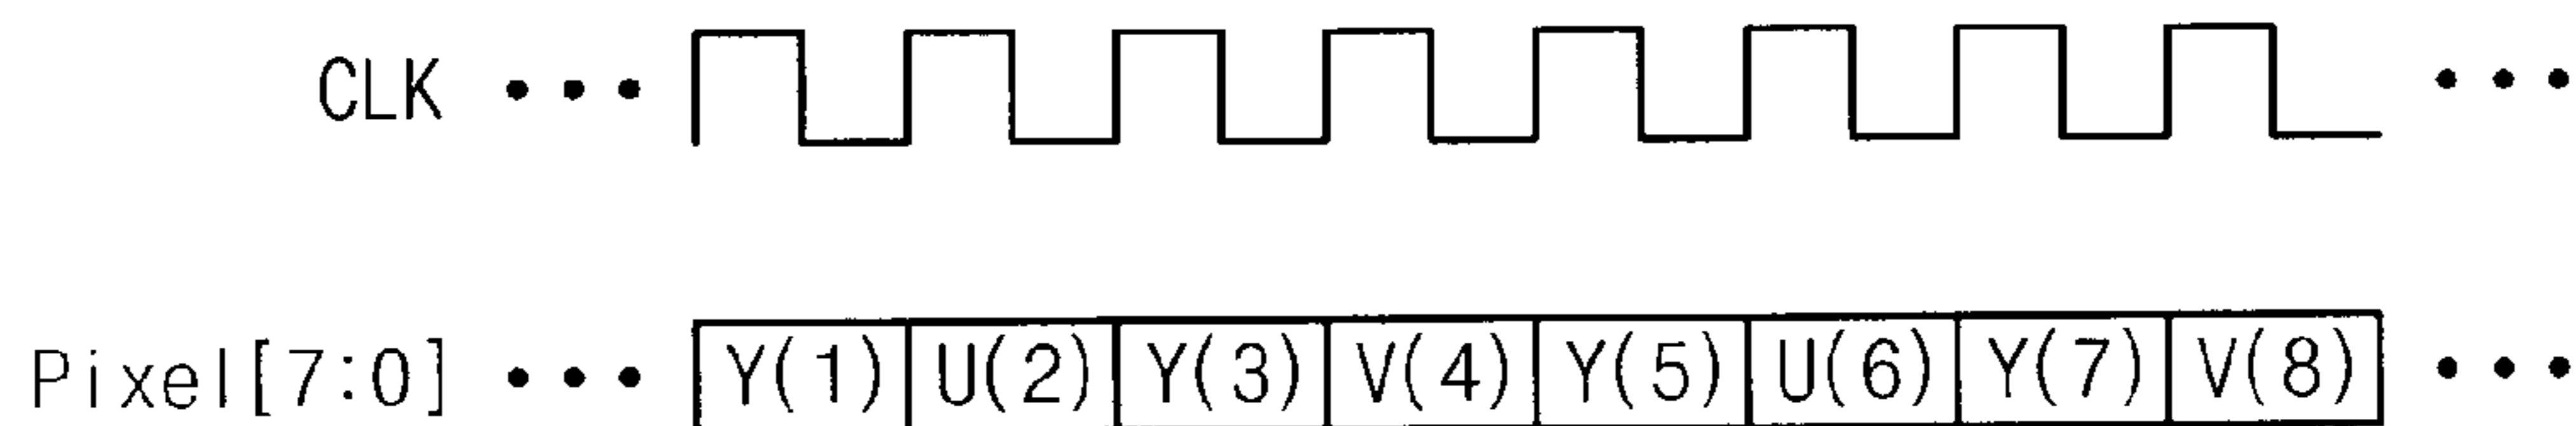 CLK • • • • • •
Pixel[7:0] • • • Y(1) U(2) Y(3) V(4) Y(5) U(6) Y(7) V(8) • • •